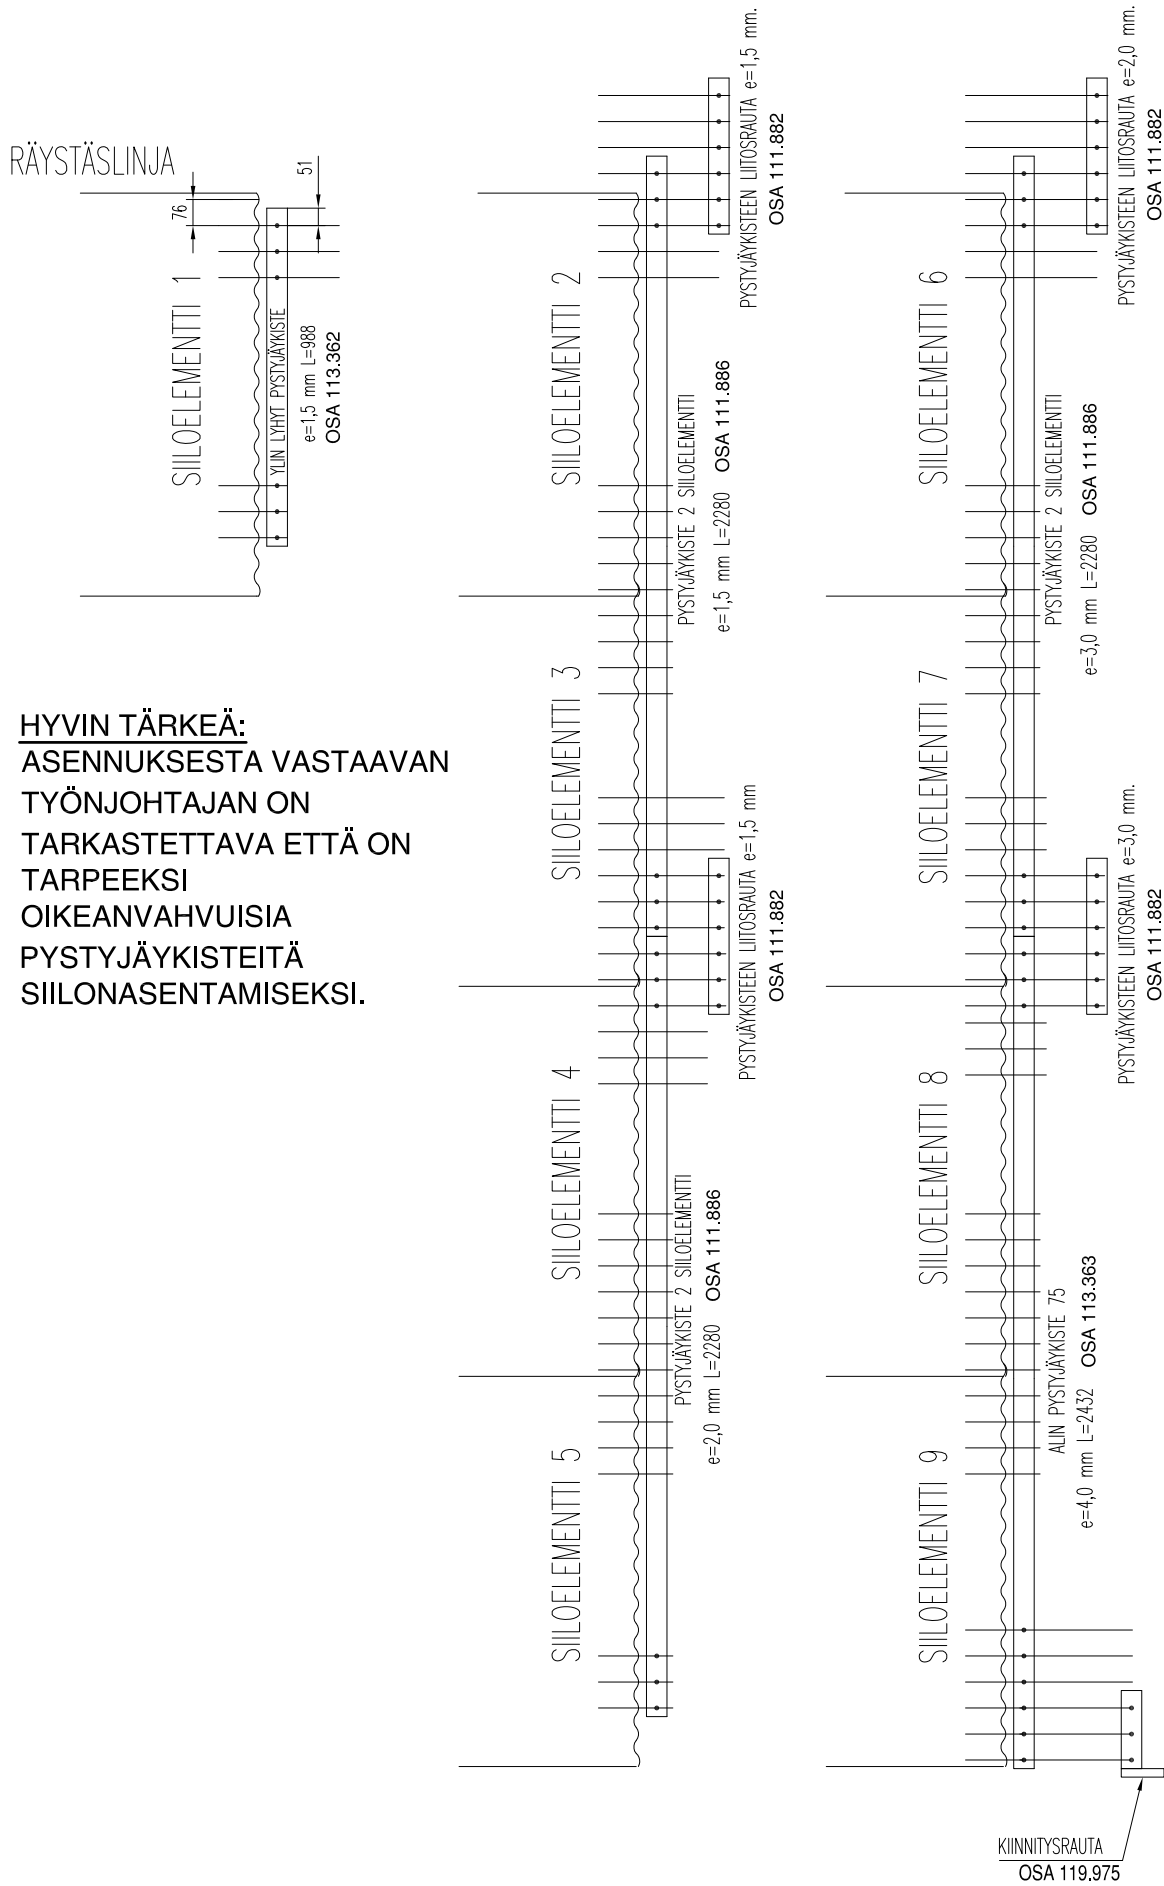 RÄYSTÄSLINJA
76
51
SIILOELEMENTTI 1
YLIN LYHYT PYSTYJÄYKISTE
e=1,5 mm L=988
OSA 113.362
HYVIN TÄRKEÄ:
ASENNUKSESTA VASTAAVAN
TYÖNJOHTAJAN ON
TARKASTETTAVA ETTÄ ON
TARPEEKSI
OIKEANVAHVUISIA
PYSTYJÄYKISTEITÄ
SIILONASENTAMISEKSI.
PYSTYJÄYKISTEEN LIITOSRAUTA e=1,5 mm.
OSA 111.882
SIILOELEMENTTI 2
PYSTYJÄYKISTE 2 SIILOELEMENTTI
e=1,5 mm L=2280 OSA 111.886
SIILOELEMENTTI 3
PYSTYJÄYKISTEEN LIITOSRAUTA e=1,5 mm
OSA 111.882
SIILOELEMENTTI 4
PYSTYJÄYKISTE 2 SIILOELEMENTTI
e=2,0 mm L=2280 OSA 111.886
SIILOELEMENTTI 5
PYSTYJÄYKISTEEN LIITOSRAUTA e=2,0 mm.
OSA 111.882
SIILOELEMENTTI 6
PYSTYJÄYKISTE 2 SIILOELEMENTTI
e=3,0 mm L=2280 OSA 111.886
SIILOELEMENTTI 7
PYSTYJÄYKISTEEN LIITOSRAUTA e=3,0 mm.
OSA 111.882
SIILOELEMENTTI 8
ALIN PYSTYJÄYKISTE 75
e=4,0 mm L=2432 OSA 113.363
SIILOELEMENTTI 9
KIINNITYSRAUTA
OSA 119.975